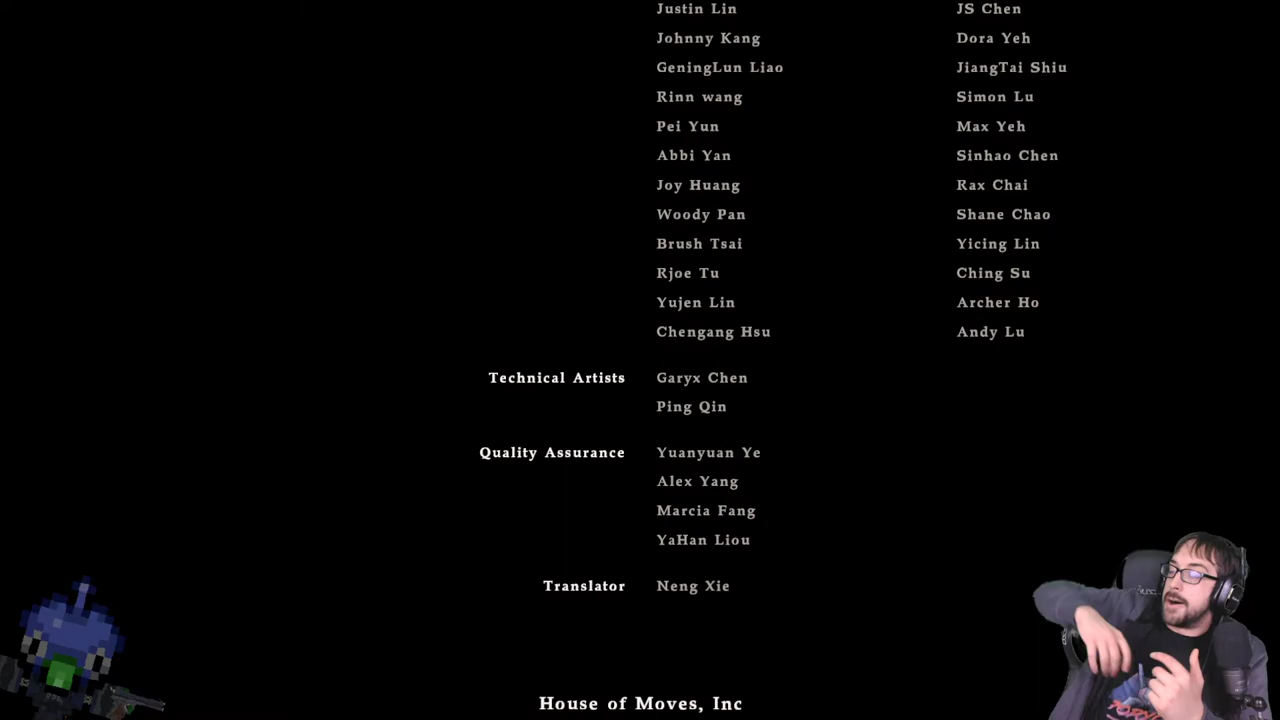 Justin Lin JS Chen
Johnny Kang Dora Yeh
GeningLun Liao JiangTai Shiu
Rinn wang Simon Lu
Pei Yun Max Yeh
Abbi Yan Sinhao Chen
Joy Huang Rax Chai
Woody Pan Shane Chao
Brush Tsai Yicing Lin
Rjoe Tu Ching Su
Yujen Lin Archer Ho
Chengang Hsu Andy Lu
Technical Artists Garyx Chen
Ping Qin
Quality Assurance Yuanyuan Ye
Alex Yang
Marcia Fang
YaHan Liou
Translator Neng Xie
House of Moves, Inc